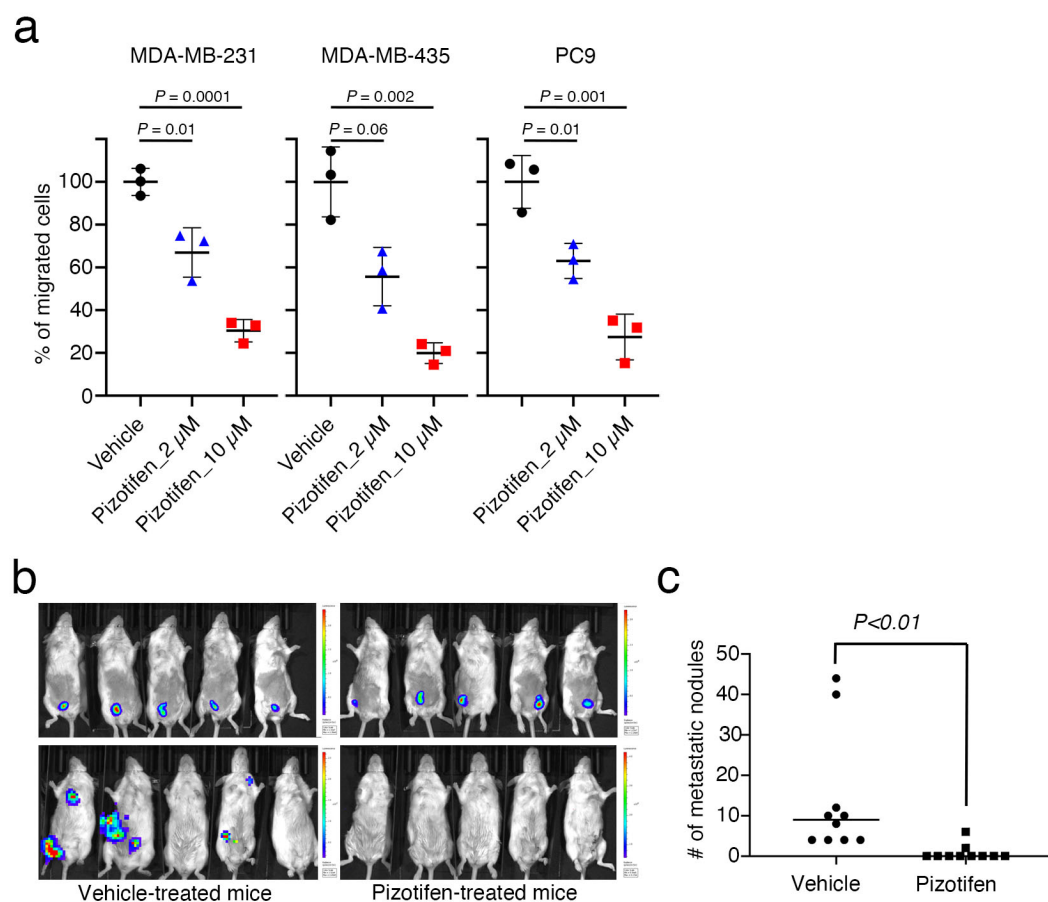 a
MDA-MB-231
MDA-MB-435
PC9
P = 0.0001
P = 0.002
P = 0.001
P = 0.01
P = 0.06
P = 0.01
% of migrated cells
100
80
60
40
20
0
Vehicle
Pizotifen_2 µM
Pizotifen_10 µM
Vehicle
Pizotifen_2 µM
Pizotifen_10 µM
Pizotifen_2 µM
Pizotifen_10 µM
b
Vehicle-treated mice
Pizotifen-treated mice
c
P<0.01
# of metastatic nodules
50
40
30
20
10
0
Vehicle
Pizotifen